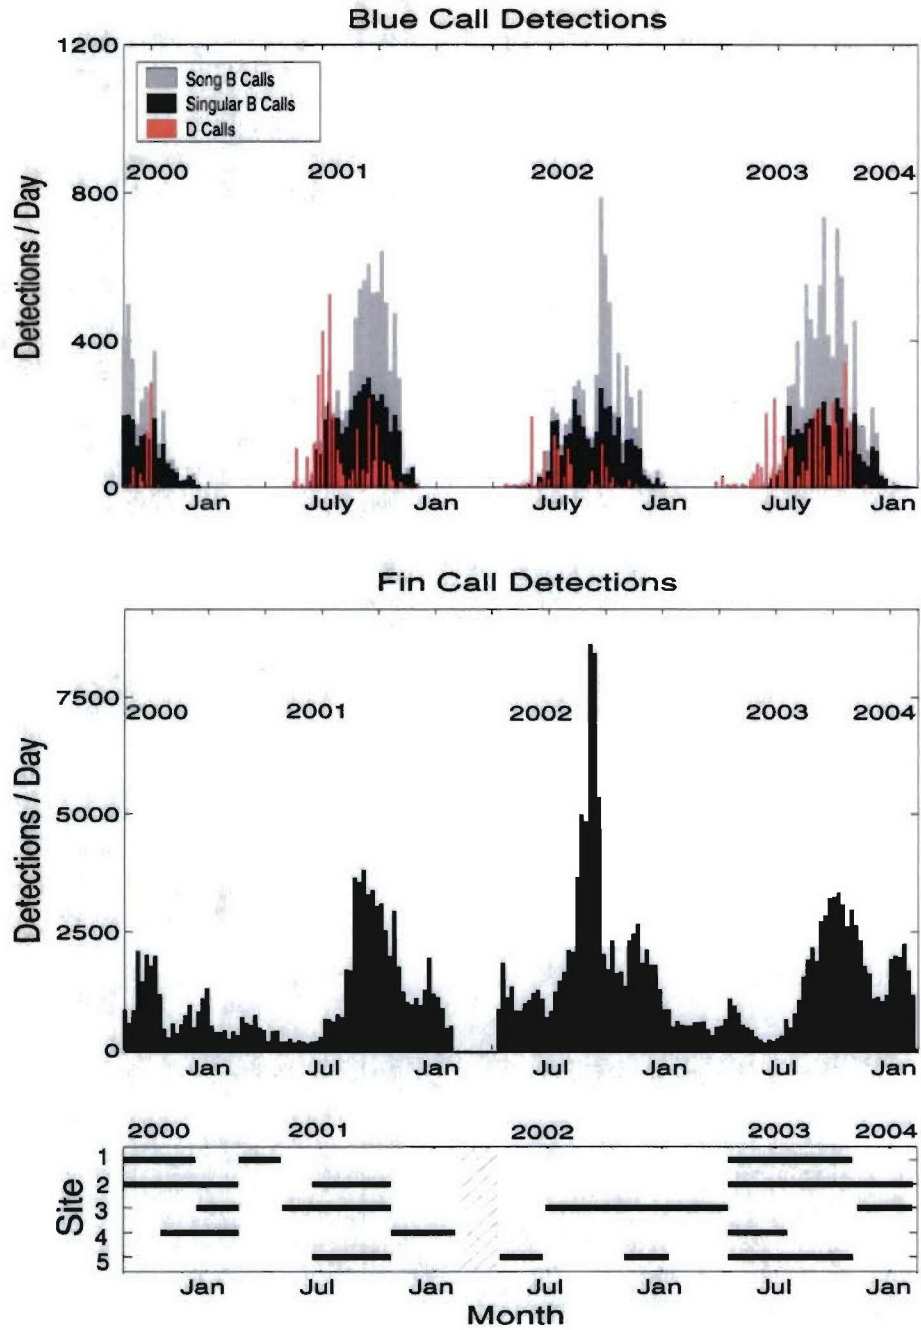 Blue Call Detections
1200
800
400
0
Detections / Day
Song B Calls
Singular B Calls
D Calls
2000 2001 2002 2003 2004
Jan July Jan July Jan July Jan
Fin Call Detections
7500
5000
2500
0
Detections / Day
2000 2001 2002 2003 2004
Jan Jul Jan Jul Jan Jul Jan
2000 2001 2002 2003 2004
Site
1
2
3
4
5
Jan Jul Jan Jul Jan Jul Jan
Month